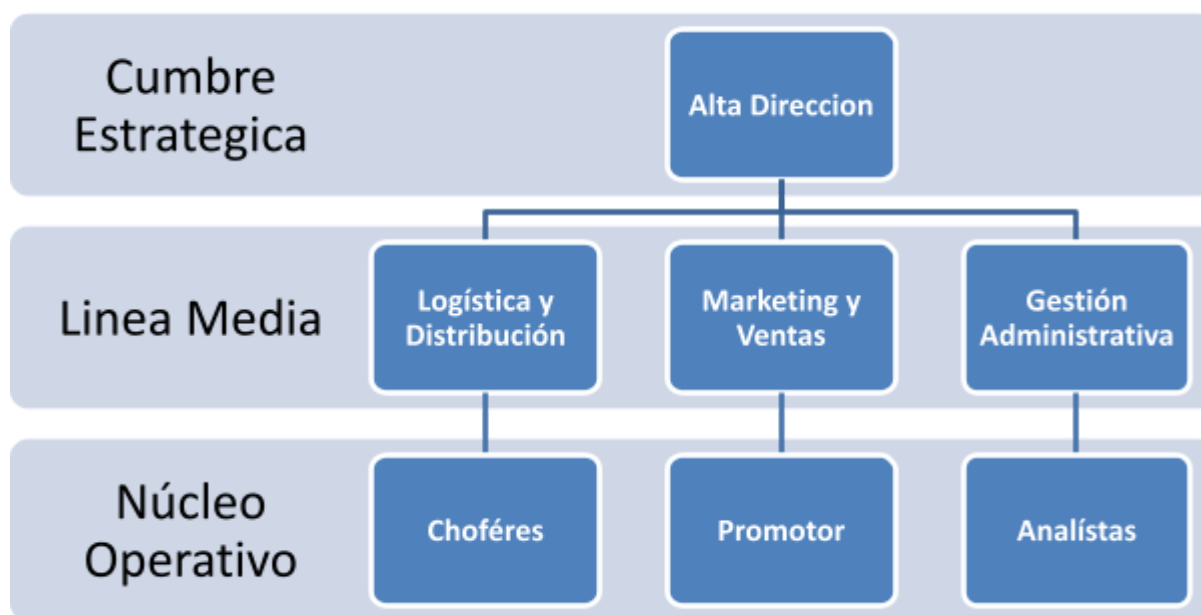 Cumbre
Estrategica
Alta Direccion
Linea Media
Logística y
Distribución
Marketing y
Ventas
Gestión
Administrativa
Núcleo
Operativo
Choféres
Promotor
Analístas